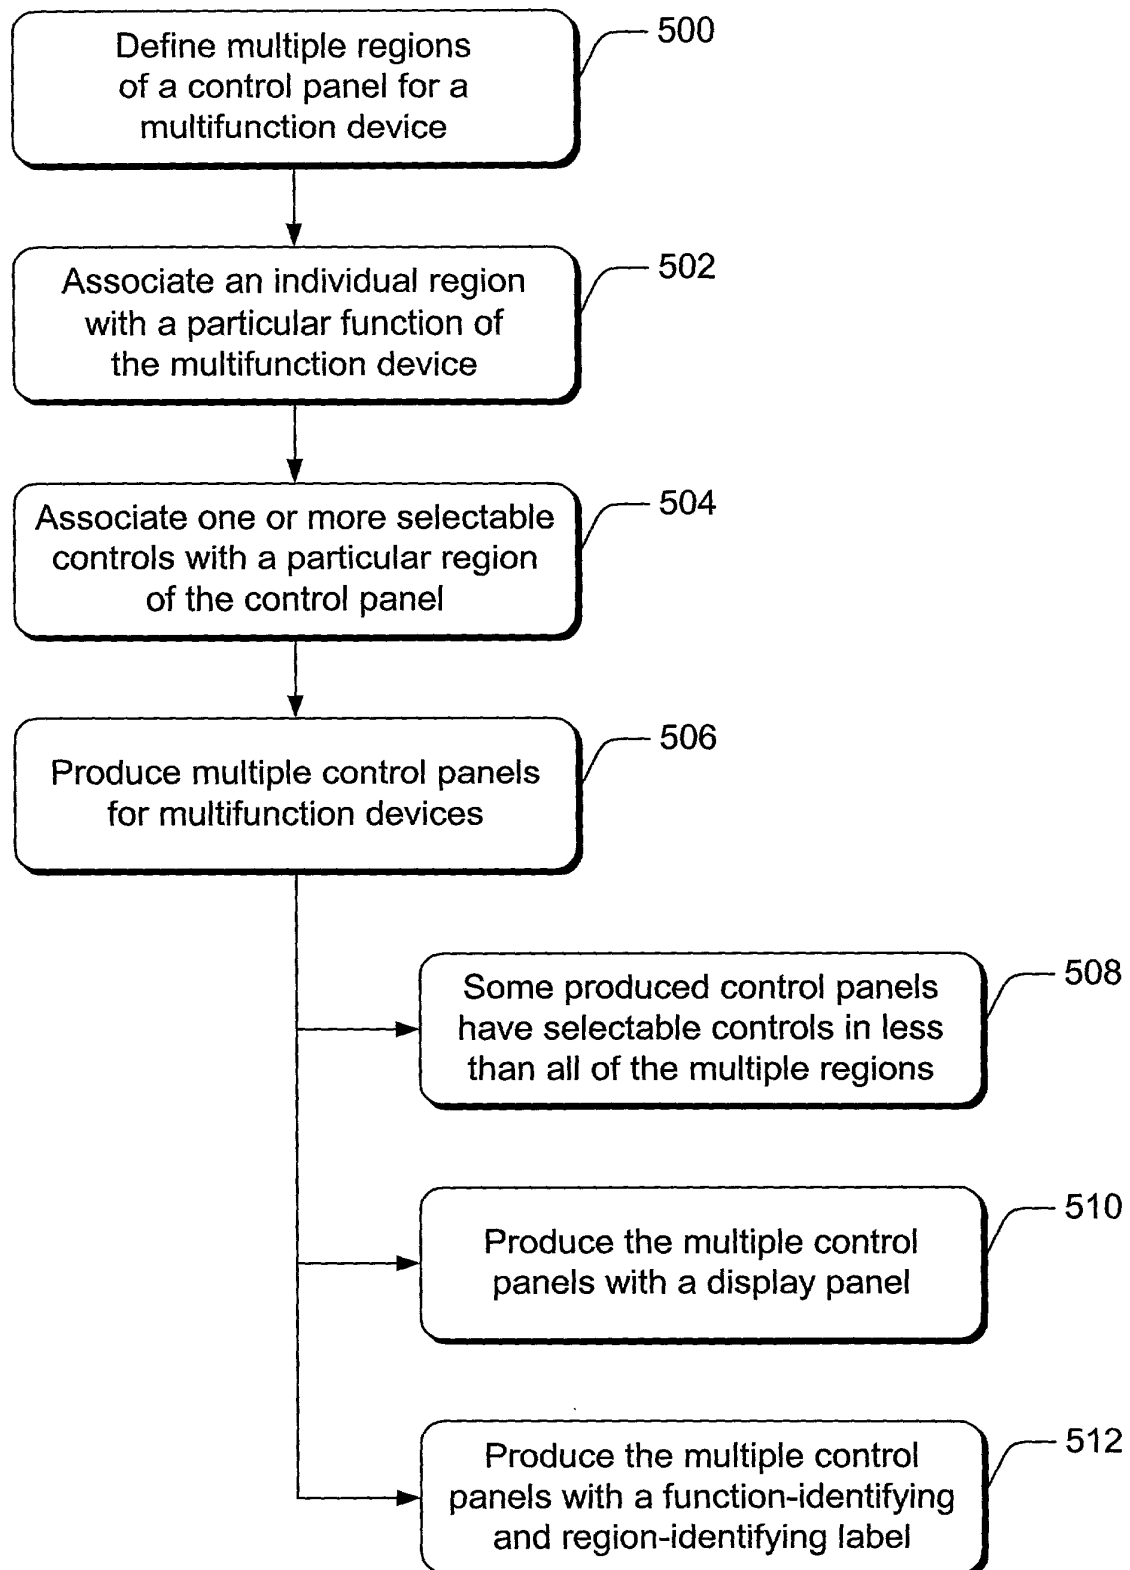 Define multiple regions
of a control panel for a
multifunction device
500
Associate an individual region
with a particular function of
the multifunction device
502
Associate one or more selectable
controls with a particular region
of the control panel
504
Produce multiple control panels
for multifunction devices
506
Some produced control panels
have selectable controls in less
than all of the multiple regions
508
Produce the multiple control
panels with a display panel
510
Produce the multiple control
panels with a function-identifying
and region-identifying label
512